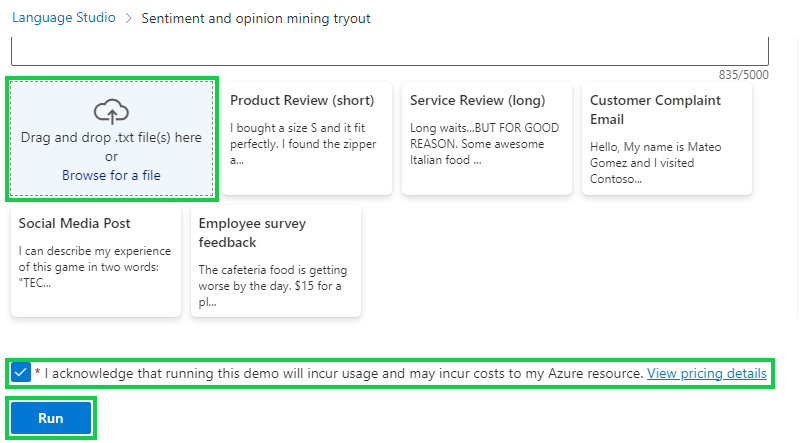 Language Studio > Sentiment and opinion mining tryout
835/5000
Drag and drop .txt file(s) here
or
Browse for a file
Product Review (short)
I bought a size S and it fit
perfectly. I found the zipper
a...
Service Review (long)
Long waits...BUT FOR GOOD
REASON. Some awesome
Italian food ...
Customer Complaint
Email
Hello, My name is Mateo
Gomez and I visited
Contoso...
Social Media Post
I can describe my experience
of this game in two words:
"TEC...
Employee survey
feedback
The cafeteria food is getting
worse by the day. $15 for a
pl...
* I acknowledge that running this demo will incur usage and may incur costs to my Azure resource. View pricing details
Run